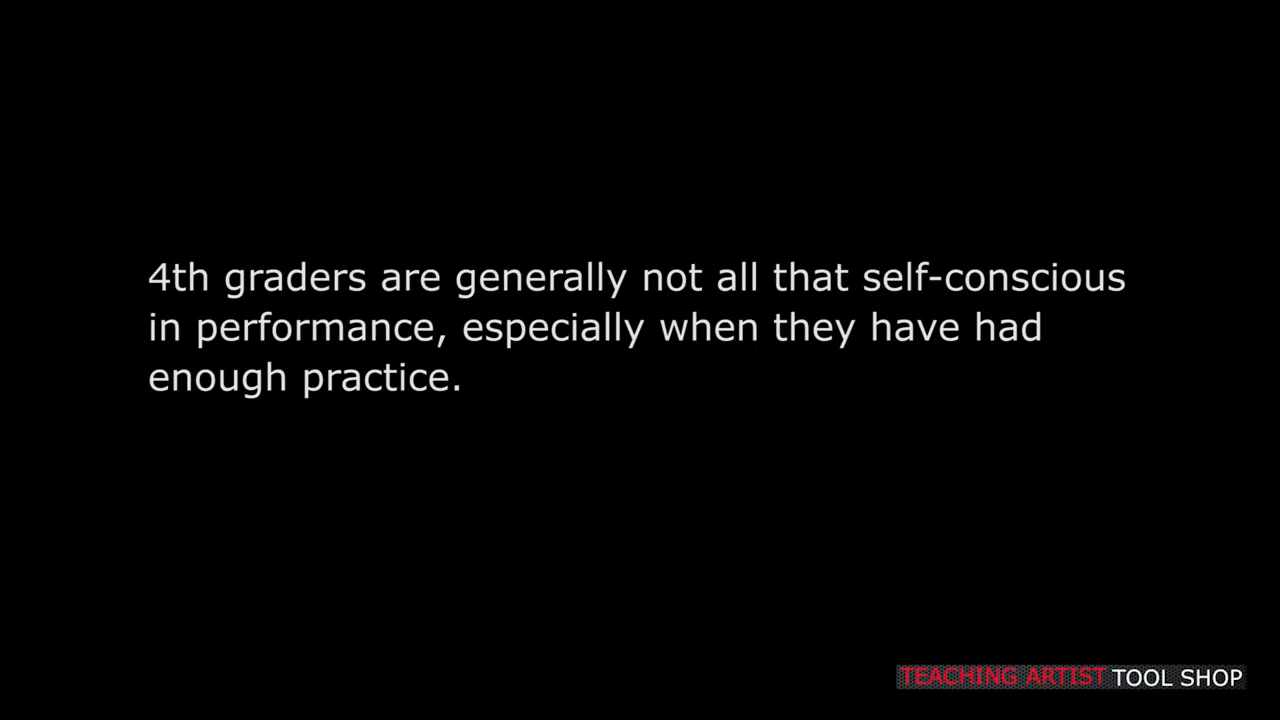 4th graders are generally not all that self-conscious
in performance, especially when they have had
enough practice.
TEACHING ARTIST TOOL SHOP